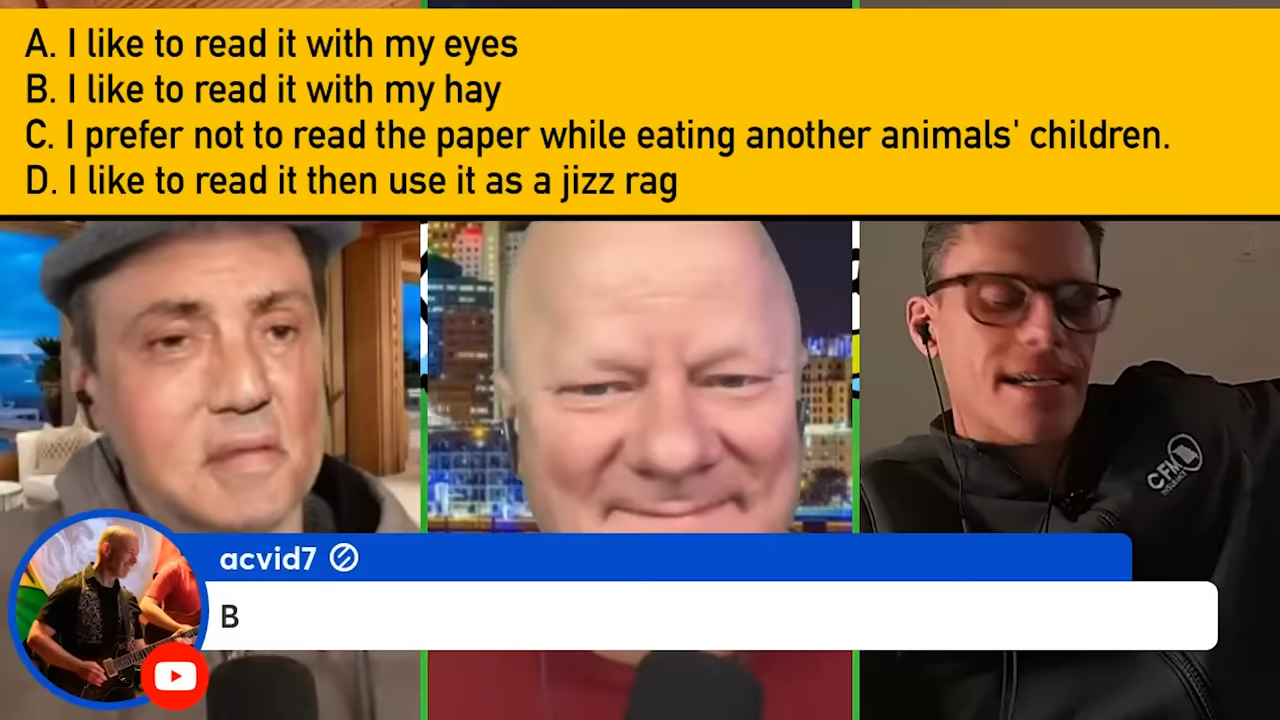 A. I like to read it with my eyes
B. I like to read it with my hay
C. I prefer not to read the paper while eating another animals' children.
D. I like to read it then use it as a jizz rag
CFM
INSURANCE
acvid7
B